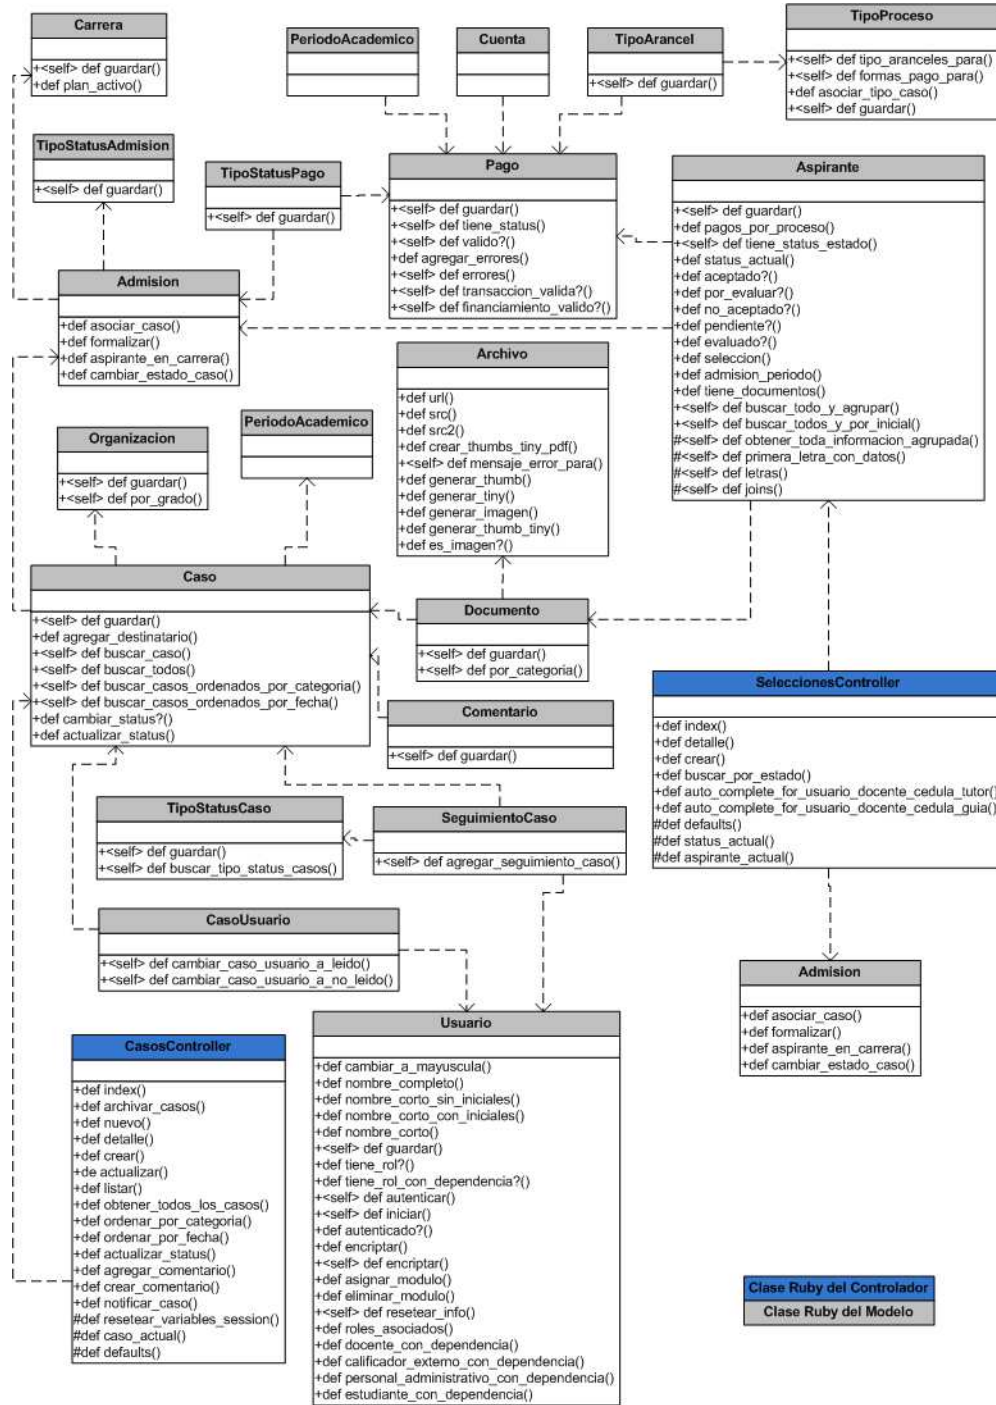 Carrera
+<self> def guardar()
+def plan_activo()
PeriodoAcademico
Cuenta
TipoArancel
+<self> def guardar()
TipoProceso
+<self> def tipo_aranceles_para()
+<self> def formas_pago_para()
+def asociar_tipo_caso()
+<self> def guardar()
TipoStatusAdmision
+<self> def guardar()
TipoStatusPago
+<self> def guardar()
Pago
+<self> def guardar()
+<self> def tiene_status()
+<self> def valido?()
+def agregar_errores()
+<self> def errores()
+<self> def transaccion_valida?()
+<self> def financiamiento_valido?()
Aspirante
+<self> def guardar()
+def pagos_por_proceso()
+<self> def tiene_status_estado()
+def status_actual()
+def aceptado?()
+def por_evaluar?()
+def no_aceptado?()
+def pendiente?()
+def evaluado?()
+def seleccion()
+def admision_periodo()
+def tiene_documentos()
+<self> def buscar_todo_y_agrupar()
+<self> def buscar_todos_y_por_inicial()
#<self> def obtener_toda_informacion_agrupada()
#<self> def primera_letra_con_datos()
#<self> def letras()
#<self> def joins()
Admision
+def asociar_caso()
+def formalizar()
+def aspirante_en_carrera()
+def cambiar_estado_caso()
Archivo
+def url()
+def src()
+def src2()
+def crear_thumbs_tiny_pdf()
+<self> def mensaje_error_para()
+def generar_thumb()
+def generar_tiny()
+def generar_imagen()
+def generar_thumb_tiny()
+def es_imagen?()
Organizacion
+<self> def guardar()
+<self> def por_grado()
PeriodoAcademico
Caso
+<self> def guardar()
+def agregar_destinatario()
+<self> def buscar_caso()
+<self> def buscar_todos()
+<self> def buscar_casos_ordenados_por_categoria()
+<self> def buscar_casos_ordenados_por_fecha()
+def cambiar_status?()
+def actualizar_status()
Documento
+<self> def guardar()
+<self> def por_categoria()
Comentario
+<self> def guardar()
SeleccionesController
+def index()
+def detalle()
+def crear()
+def buscar_por_estado()
+def auto_complete_for_usuario_docente_cedula_tutor()
+def auto_complete_for_usuario_docente_cedula_guia()
#def defaults()
#def status_actual()
#def aspirante_actual()
TipoStatusCaso
+<self> def guardar()
+<self> def buscar_tipo_status_casos()
SeguimientoCaso
+<self> def agregar_seguimiento_caso()
CasoUsuario
+<self> def cambiar_caso_usuario_a_leido()
+<self> def cambiar_caso_usuario_a_no_leido()
Admision
+def asociar_caso()
+def formalizar()
+def aspirante_en_carrera()
+def cambiar_estado_caso()
CasosController
+def index()
+def archivar_casos()
+def nuevo()
+def detalle()
+def crear()
+de actualizar()
+def listar()
+def obtener_todos_los_casos()
+def ordenar_por_categoria()
+def ordenar_por_fecha()
+def actualizar_status()
+def agregar_comentario()
+def crear_comentario()
+def notificar_caso()
#def resetear_variables_session()
#def caso_actual()
#def defaults()
Usuario
+def cambiar_a_mayuscula()
+def nombre_completo()
+def nombre_corto_sin_iniciales()
+def nombre_corto_con_iniciales()
+def nombre_corto()
+<self> def guardar()
+def tiene_rol?()
+def tiene_rol_con_dependencia?()
+<self> def autenticar()
+<self> def iniciar()
+def autenticado?()
+def encriptar()
+<self> def encriptar()
+def asignar_modulo()
+def eliminar_modulo()
+<self> def resetear_info()
+def roles_asociados()
+def docente_con_dependencia()
+def calificador_externo_con_dependencia()
+def personal_administrativo_con_dependencia()
+def estudiante_con_dependencia()
Clase Ruby del Controlador
Clase Ruby del Modelo